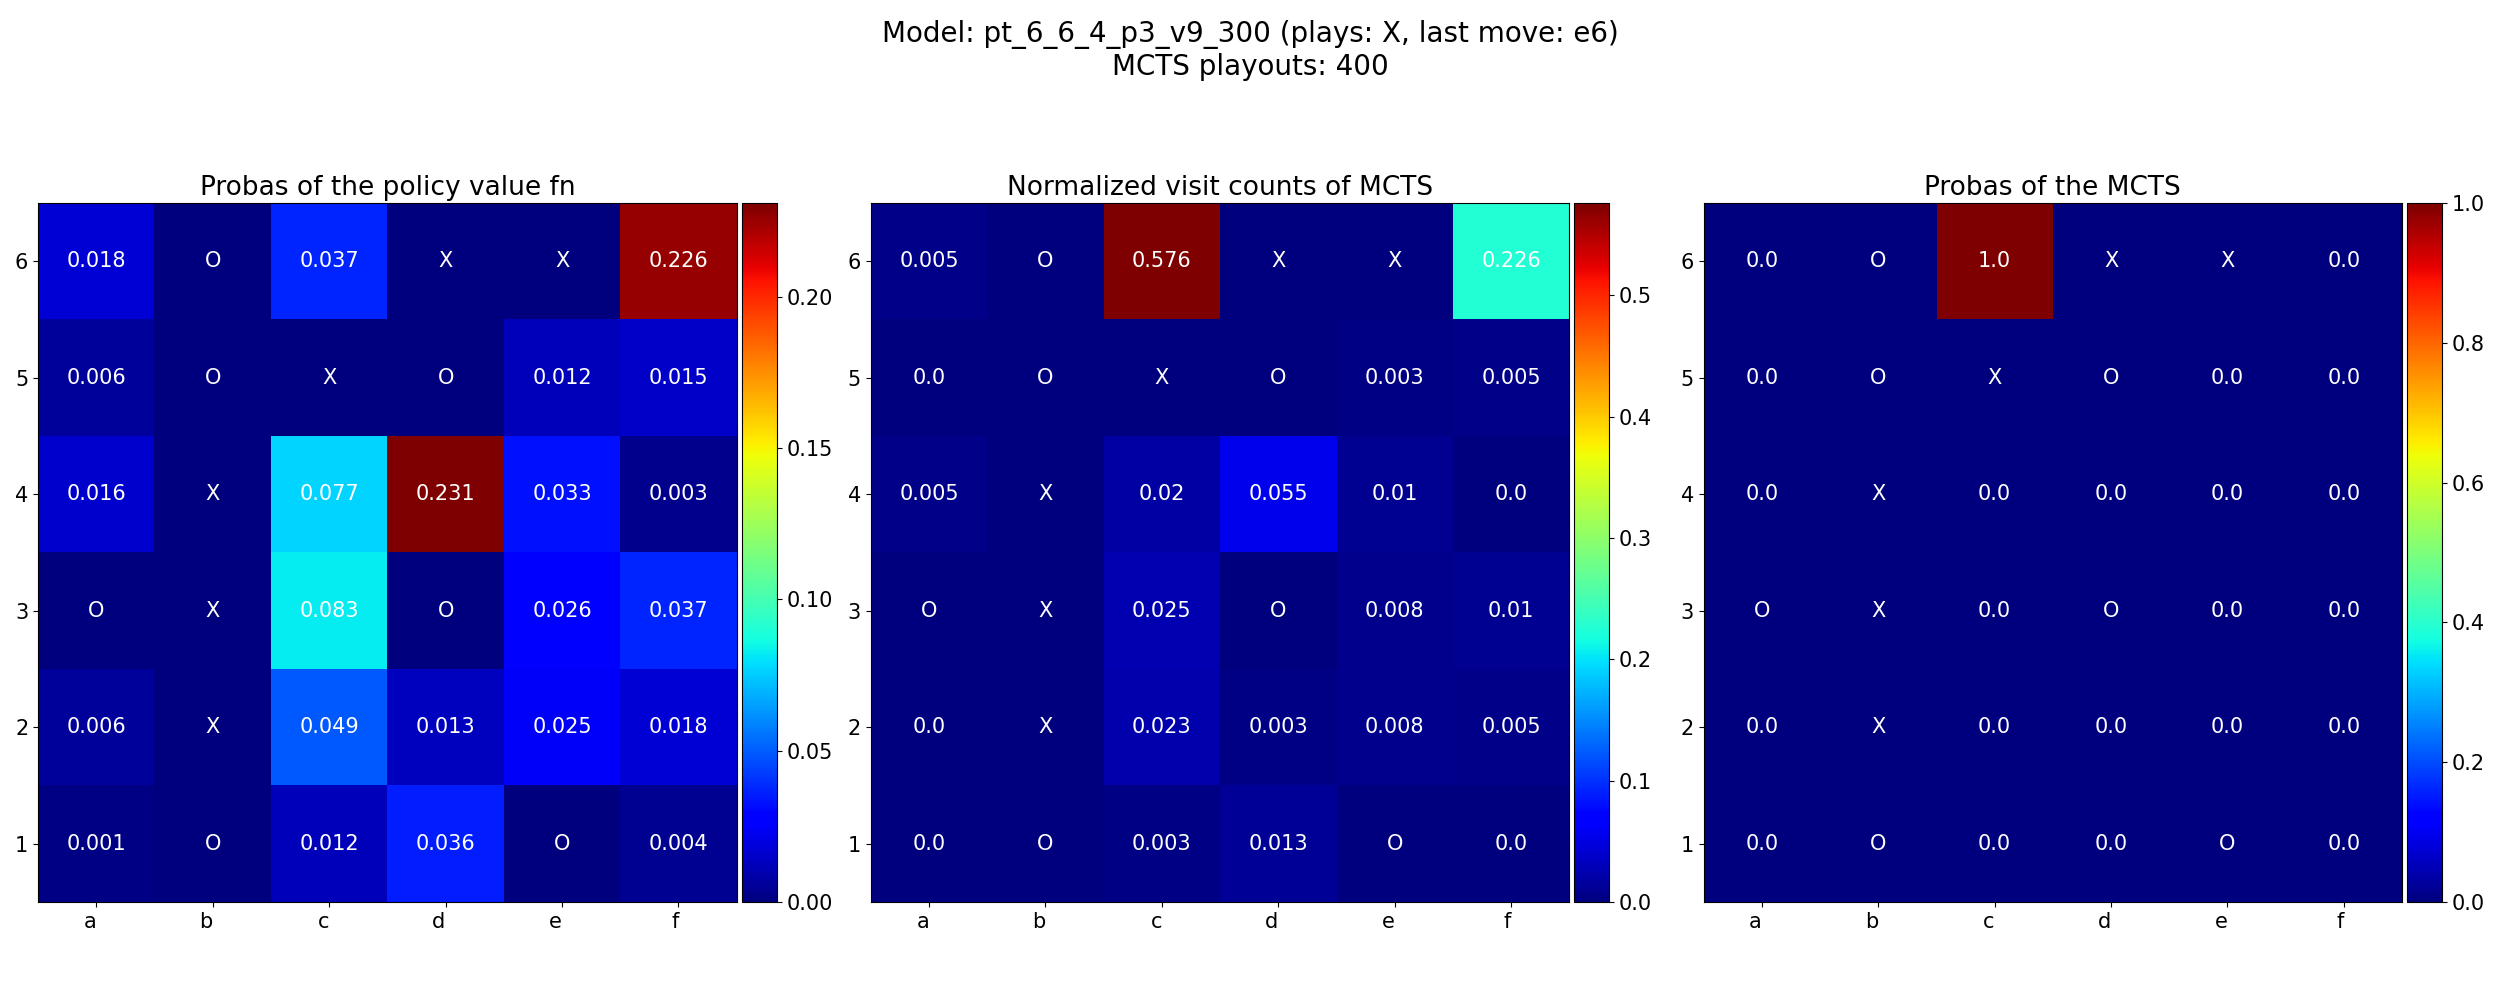 Model: pt_6_6_4_p3_v9_300 (plays: X, last move: e6)
MCTS playouts: 400
Probas of the policy value fn
6 0.018 O 0.037 X X 0.226
5 0.006 O X O 0.012 0.015
4 0.016 X 0.077 0.231 0.033 0.003
3 O X 0.083 O 0.026 0.037
2 0.006 X 0.049 0.013 0.025 0.018
1 0.001 O 0.012 0.036 O 0.004
a b c d e f
0.20
0.15
0.10
0.05
0.00
Normalized visit counts of MCTS
6 0.005 O 0.576 X X 0.226
5 0.0 O X O 0.003 0.005
4 0.005 X 0.02 0.055 0.01 0.0
3 O X 0.025 O 0.008 0.01
2 0.0 X 0.023 0.003 0.008 0.005
1 0.0 O 0.003 0.013 O 0.0
a b c d e f
0.5
0.4
0.3
0.2
0.1
0.0
Probas of the MCTS
6 0.0 O 1.0 X X 0.0
5 0.0 O X O 0.0 0.0
4 0.0 X 0.0 0.0 0.0 0.0
3 O X 0.0 O 0.0 0.0
2 0.0 X 0.0 0.0 0.0 0.0
1 0.0 O 0.0 0.0 O 0.0
a b c d e f
1.0
0.8
0.6
0.4
0.2
0.0